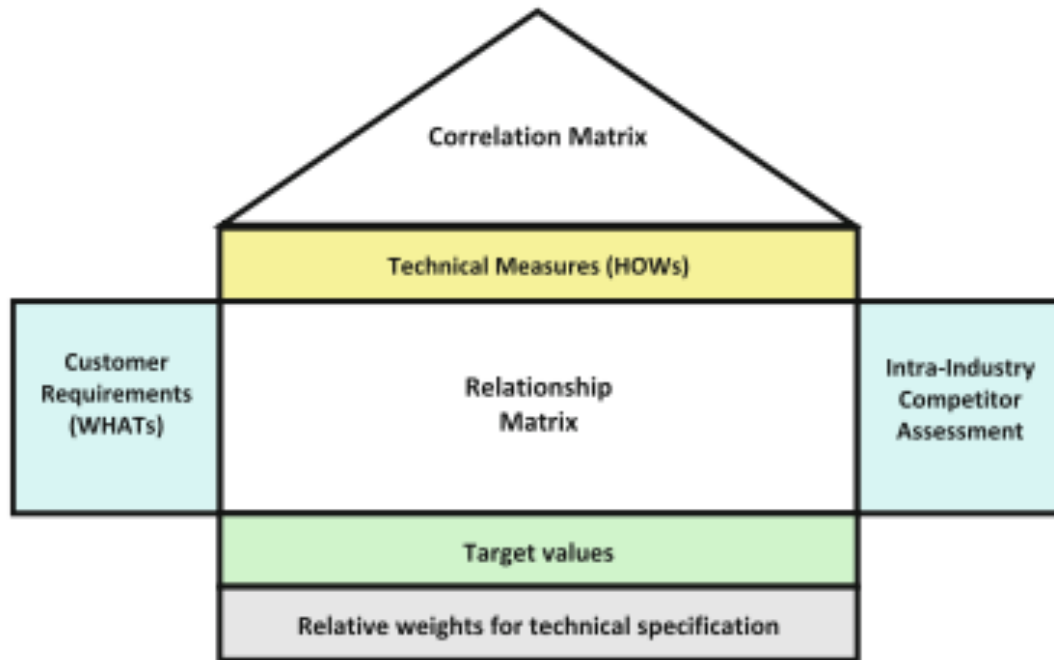 Correlation Matrix
Technical Measures (HOWs)
Customer
Requirements
(WHATs)
Relationship
Matrix
Intra-Industry
Competitor
Assessment
Target values
Relative weights for technical specification